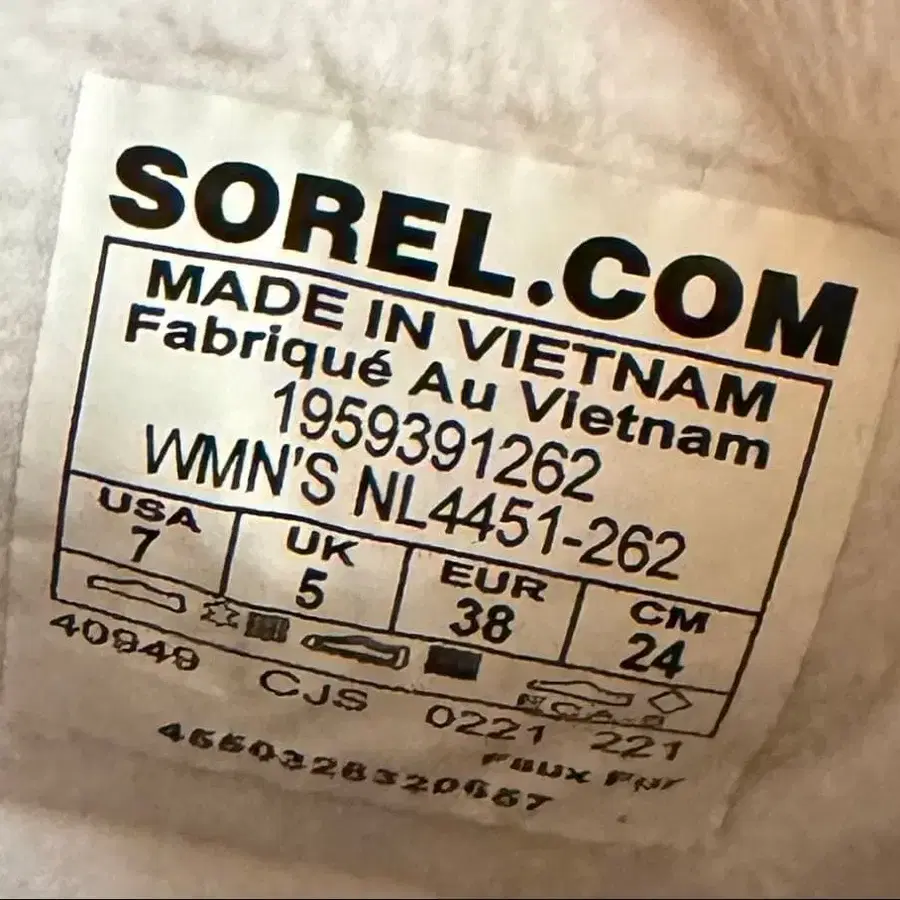 SOREL.COM
MADE IN VIETNAM
Fabriqué Au Vietnam
1959391262
WMN'S NL4451-262
USA UK EUR CM
7 5 38 24
40949 CJS 0221 221
Faux Fur